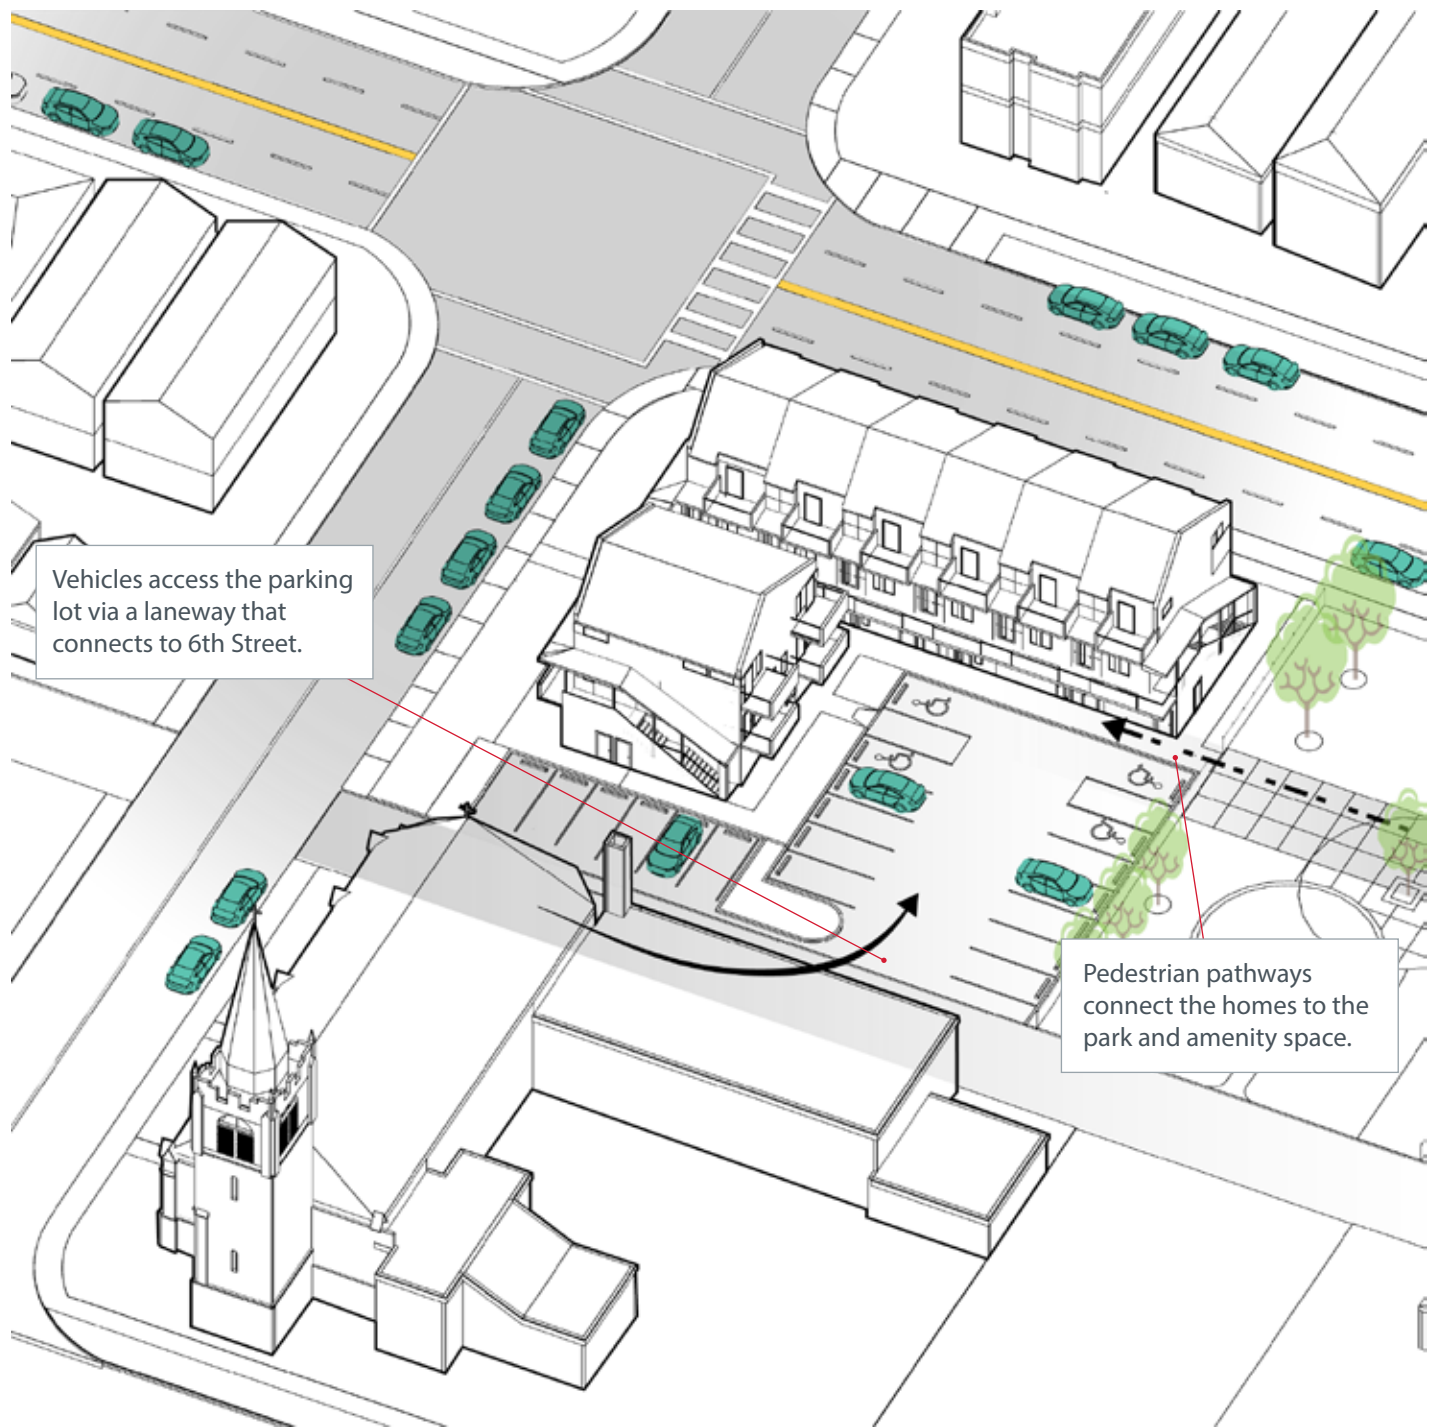 Vehicles access the parking
lot via a laneway that
connects to 6th Street.
Pedestrian pathways
connect the homes to the
park and amenity space.